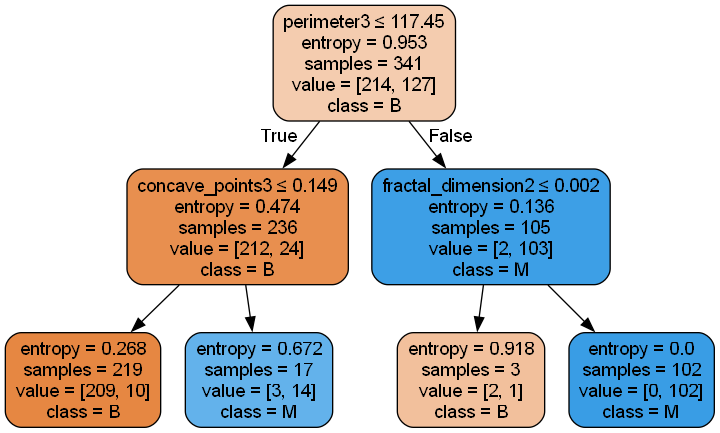 perimeter3 ≤ 117.45
entropy = 0.953
samples = 341
value = [214, 127]
class = B
True
False
concave_points3 ≤ 0.149
entropy = 0.474
samples = 236
value = [212, 24]
class = B
fractal_dimension2 ≤ 0.002
entropy = 0.136
samples = 105
value = [2, 103]
class = M
entropy = 0.268
samples = 219
value = [209, 10]
class = B
entropy = 0.672
samples = 17
value = [3, 14]
class = M
entropy = 0.918
samples = 3
value = [2, 1]
class = B
entropy = 0.0
samples = 102
value = [0, 102]
class = M